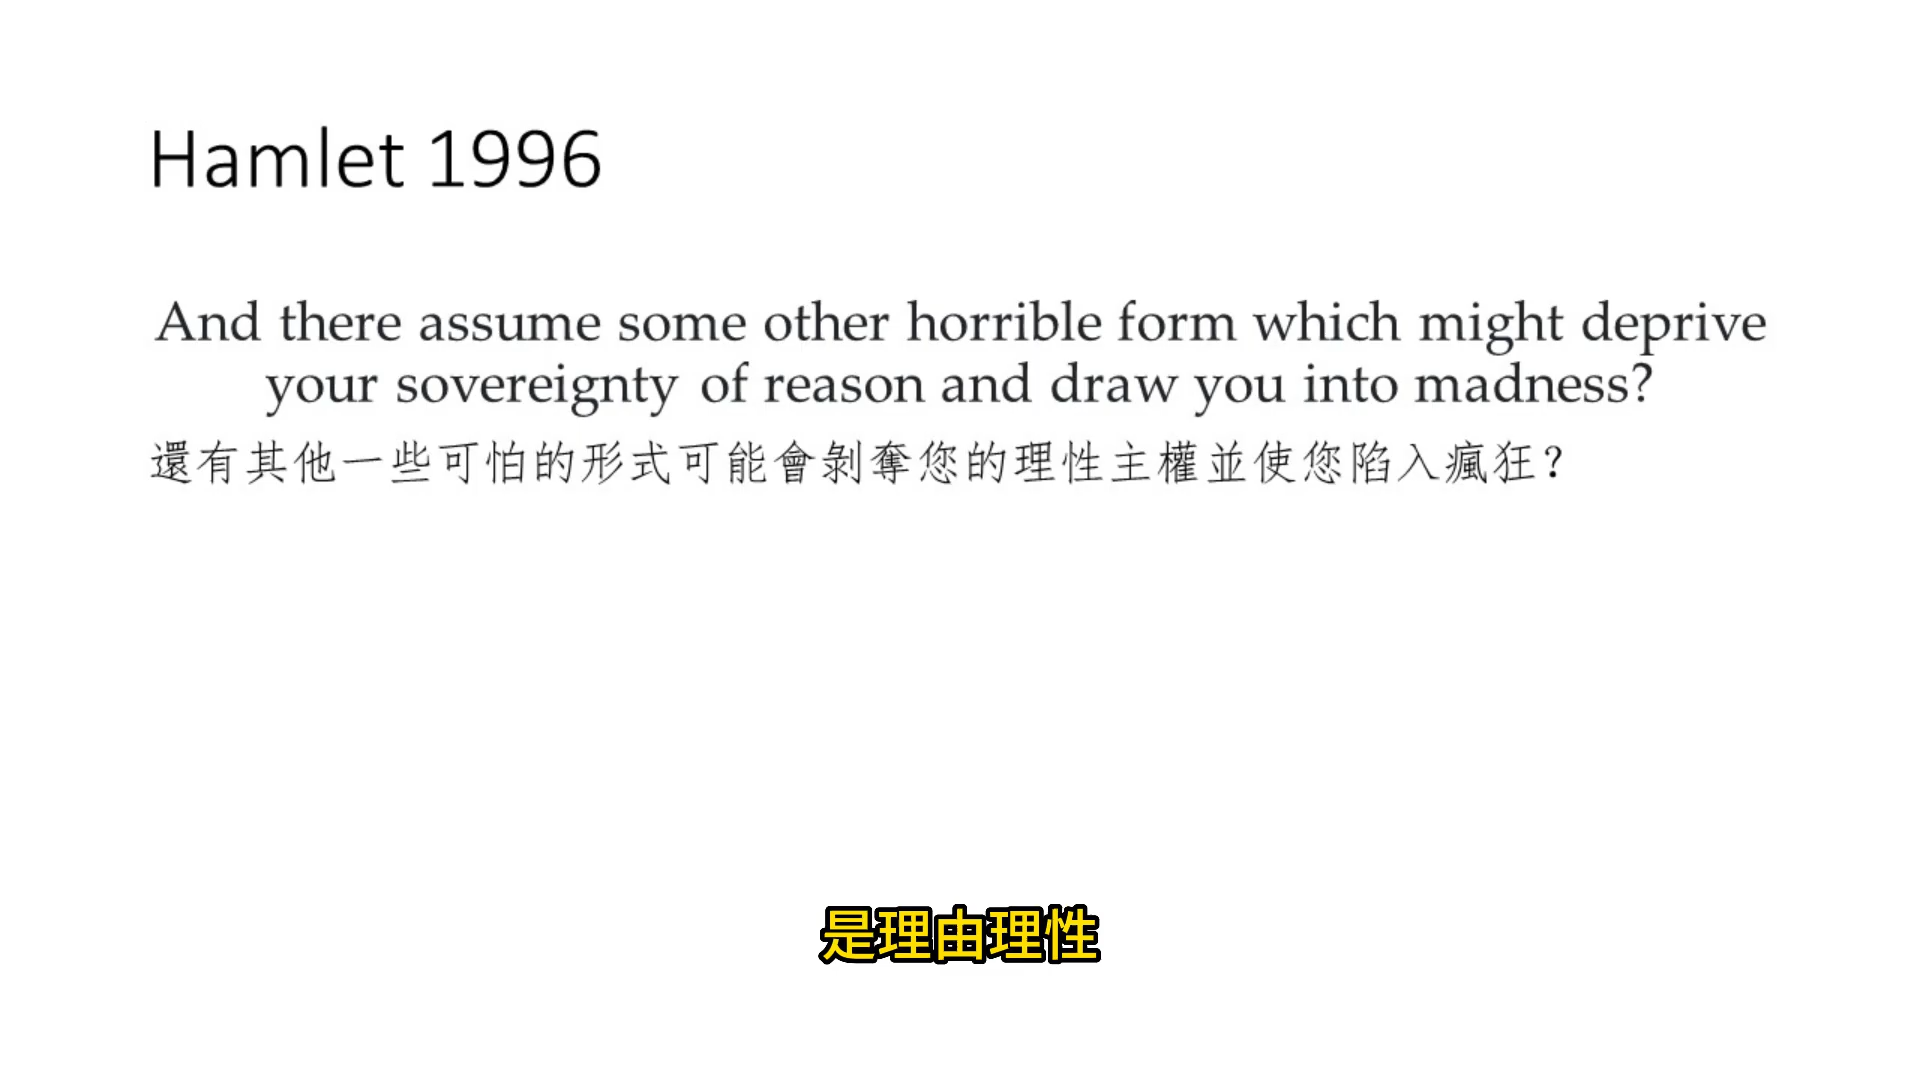 Hamlet 1996
And there assume some other horrible form which might deprive
your sovereignty of reason and draw you into madness?
還有其他一些可怕的形式可能會剝奪您的理性主權並使您陷入瘋狂？
是理由理性